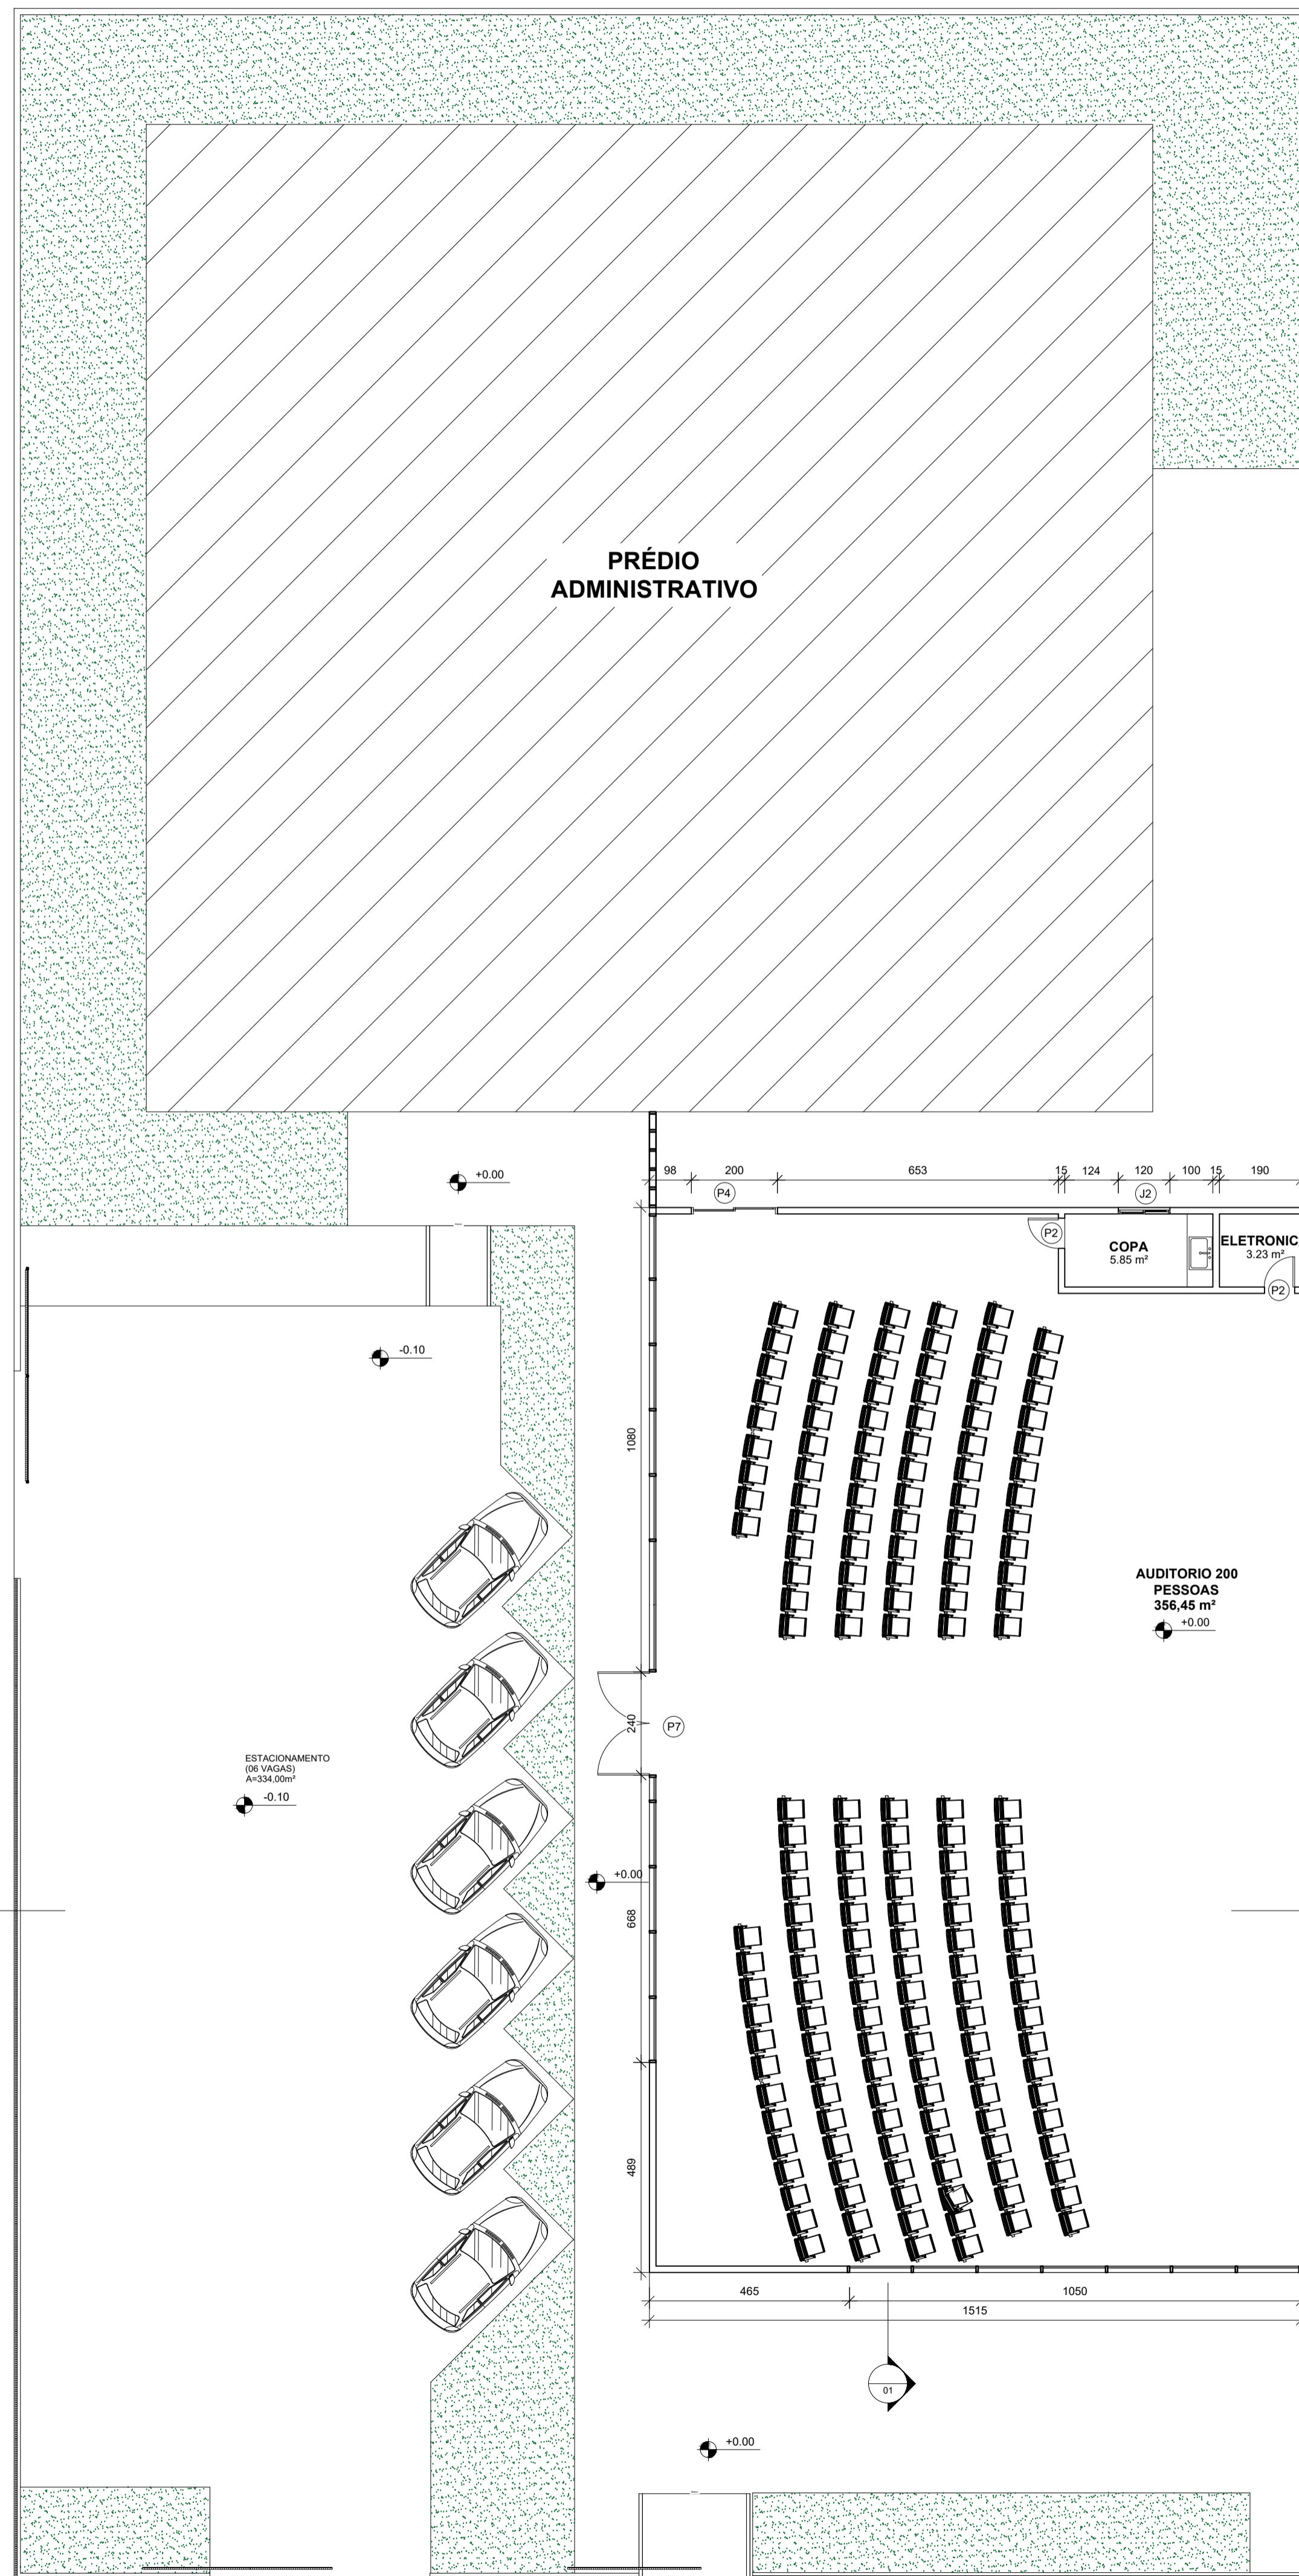 PRÉDIO
ADMINISTRATIVO
+0.00
98
200
653
15
124
120
100
15
190
P4
J2
P2
COPA
5.85 m²
ELETRONIC
3.23 m²
P2
-0.10
1080
AUDITORIO 200
PESSOAS
356,45 m²
+0.00
240
P7
ESTACIONAMENTO
(06 VAGAS)
A=334,00m²
-0.10
+0.00
668
489
465
1050
1515
01
+0.00